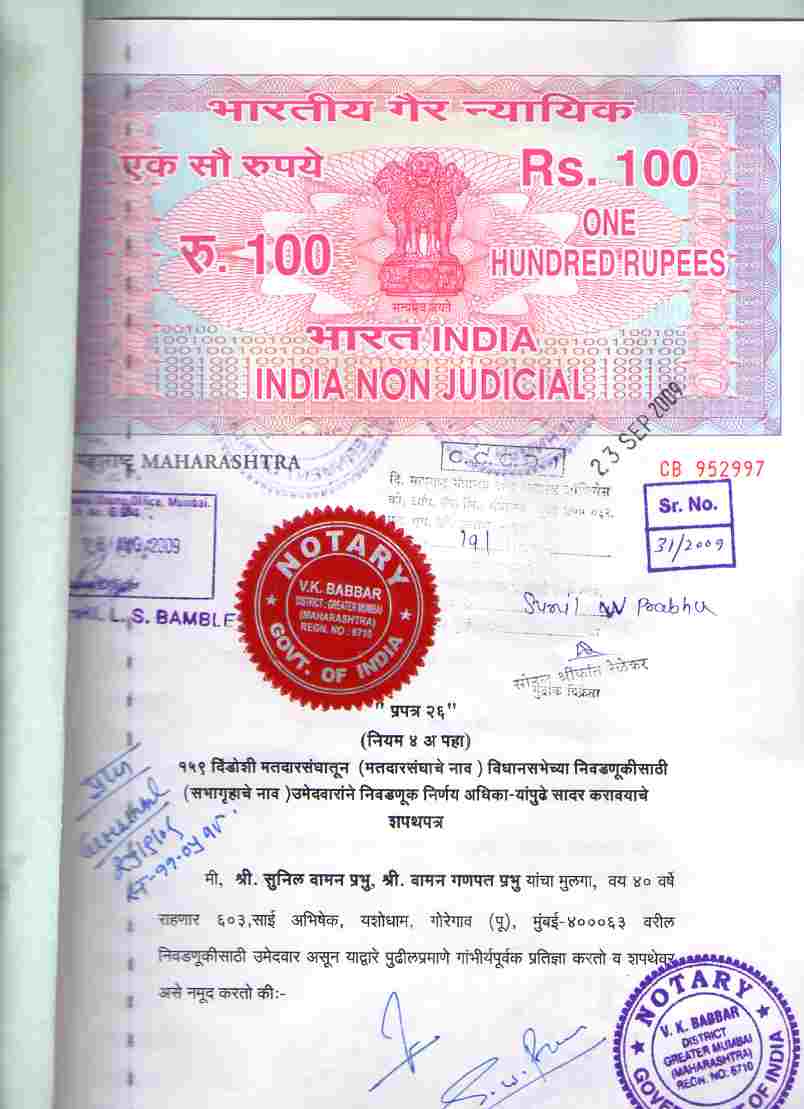 भारतीय गैर न्यायिक
एक सौ रुपये
Rs. 100
रु. 100
ONE
HUNDRED RUPEES
सत्यमेव जयते
भारत INDIA
INDIA NON JUDICIAL
MAHARASHTRA
23 SEP 2009
CB 952997
Sr. No.
31/2009
191
L. S. BAMBLE
NOTARY
V.K. BABBAR
DISTRICT : GREATER MUMBAI
(MAHARASHTRA)
REGN. NO : 6710
GOVT. OF INDIA
Sunil W Prabhu
" प्रपत्र २६"
(नियम ४ अ पहा)
१५९ दिंडोशी मतदारसंघातून (मतदारसंघाचे नाव ) विधानसभेच्या निवडणूकीसाठी
(सभागृहाचे नाव )उमेदवारांने निवडणूक निर्णय अधिका-यांपुढे सादर करावयाचे
शपथपत्र
मी, श्री. सुनिल वामन प्रभु, श्री. वामन गणपत प्रभु यांचा मुलगा, वय ४० वर्षे
राहणार ६०३,साई अभिषेक, यशोधाम, गोरेगाव (पू), मुंबई-४०००६३ वरील
निवडणूकीसाठी उमेदवार असून याद्वारे पुढीलप्रमाणे गांभीर्यपूर्वक प्रतिज्ञा करतो व शपथेवर
असे नमूद करतो की:-
NOTARY
V. K. BABBAR
DISTRICT
GREATER MUMBAI
(MAHARASHTRA)
REGN. NO: 6710
OF INDIA